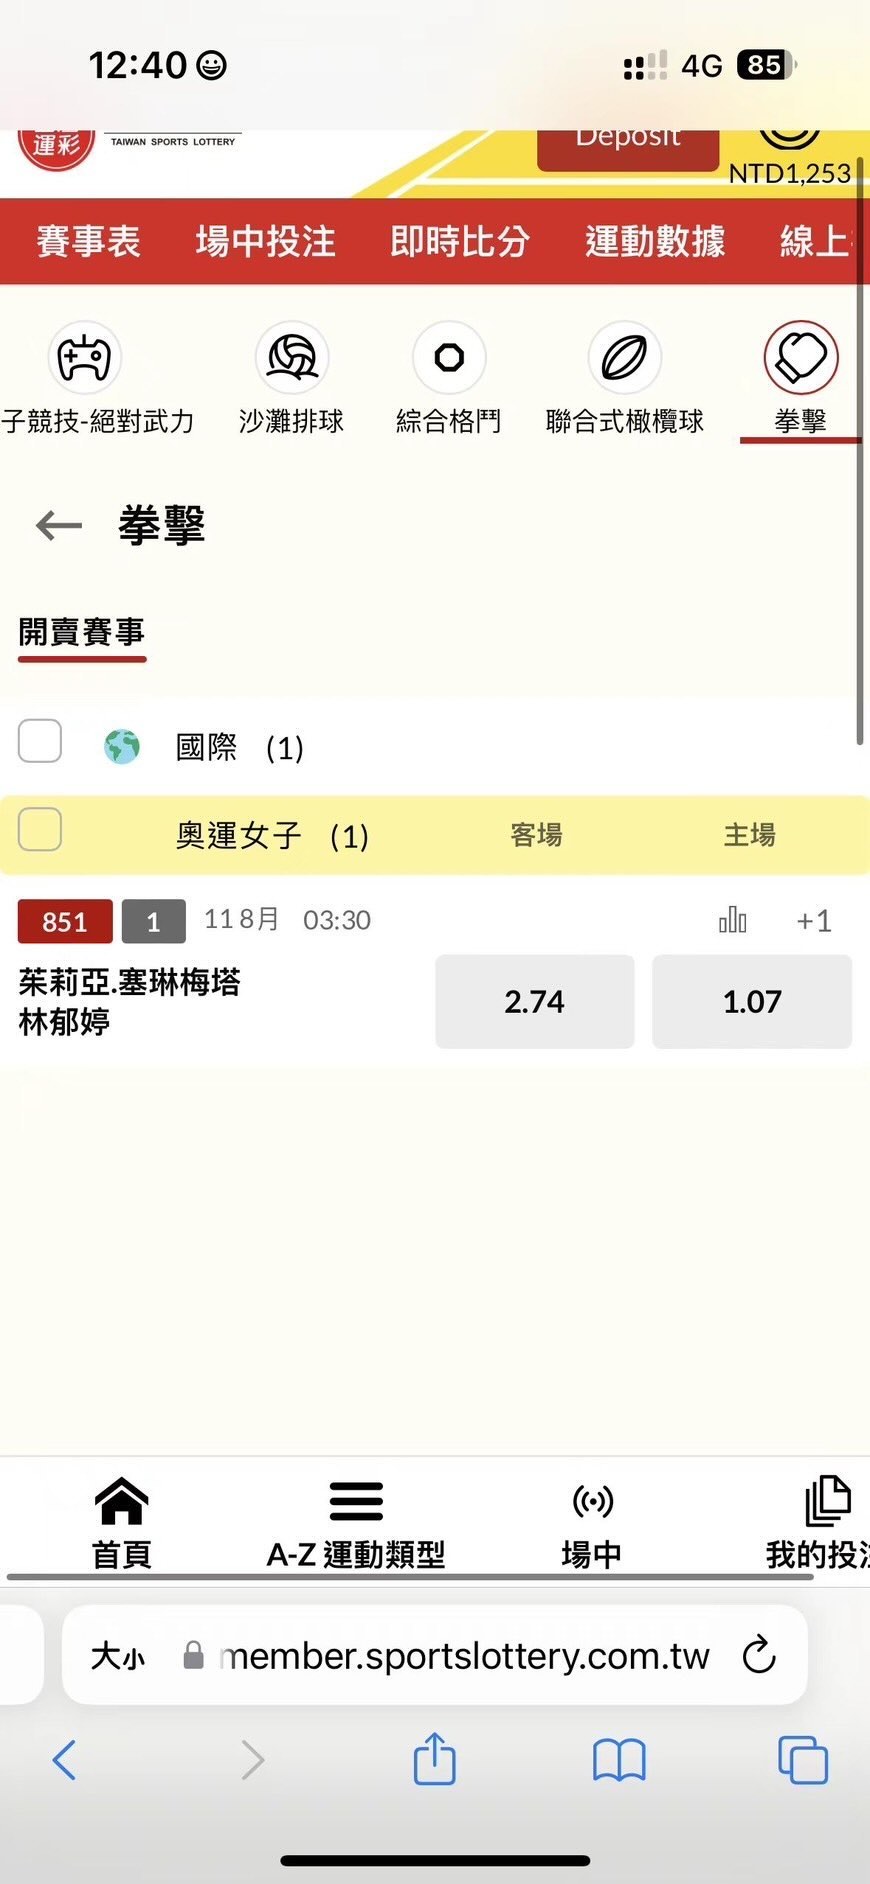 12:40
4G 85
運彩 TAIWAN SPORTS LOTTERY
Deposit
NTD1,253
賽事表 場中投注 即時比分 運動數據 線上
子競技-絕對武力 沙灘排球 綜合格鬥 聯合式橄欖球 拳擊
拳擊
開賣賽事
國際 (1)
奧運女子 (1) 客場 主場
851 1 11 8月 03:30 +1
茱莉亞.塞琳梅塔
林郁婷
2.74 1.07
首頁 A-Z 運動類型 場中 我的投注
大小 member.sportslottery.com.tw